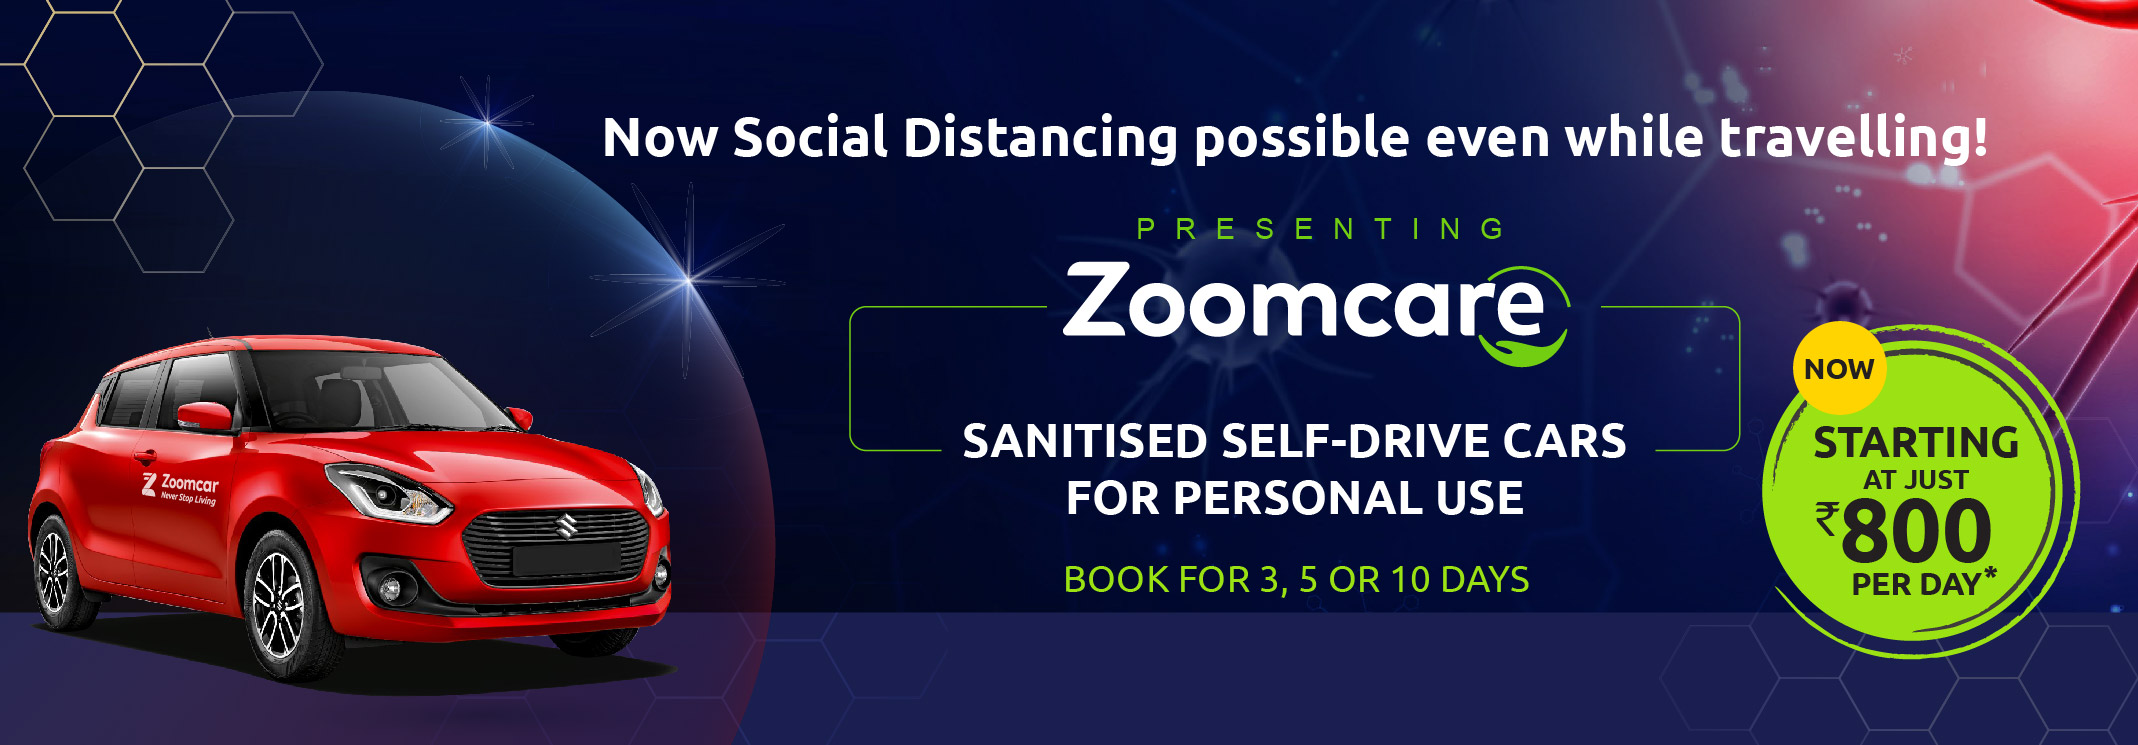 Now Social Distancing possible even while travelling!
PRESENTING
Zoomcare
SANITISED SELF-DRIVE CARS
FOR PERSONAL USE
BOOK FOR 3, 5 OR 10 DAYS
NOW
STARTING
AT JUST
₹800
PER DAY*
Zoomcar
Never Stop Living